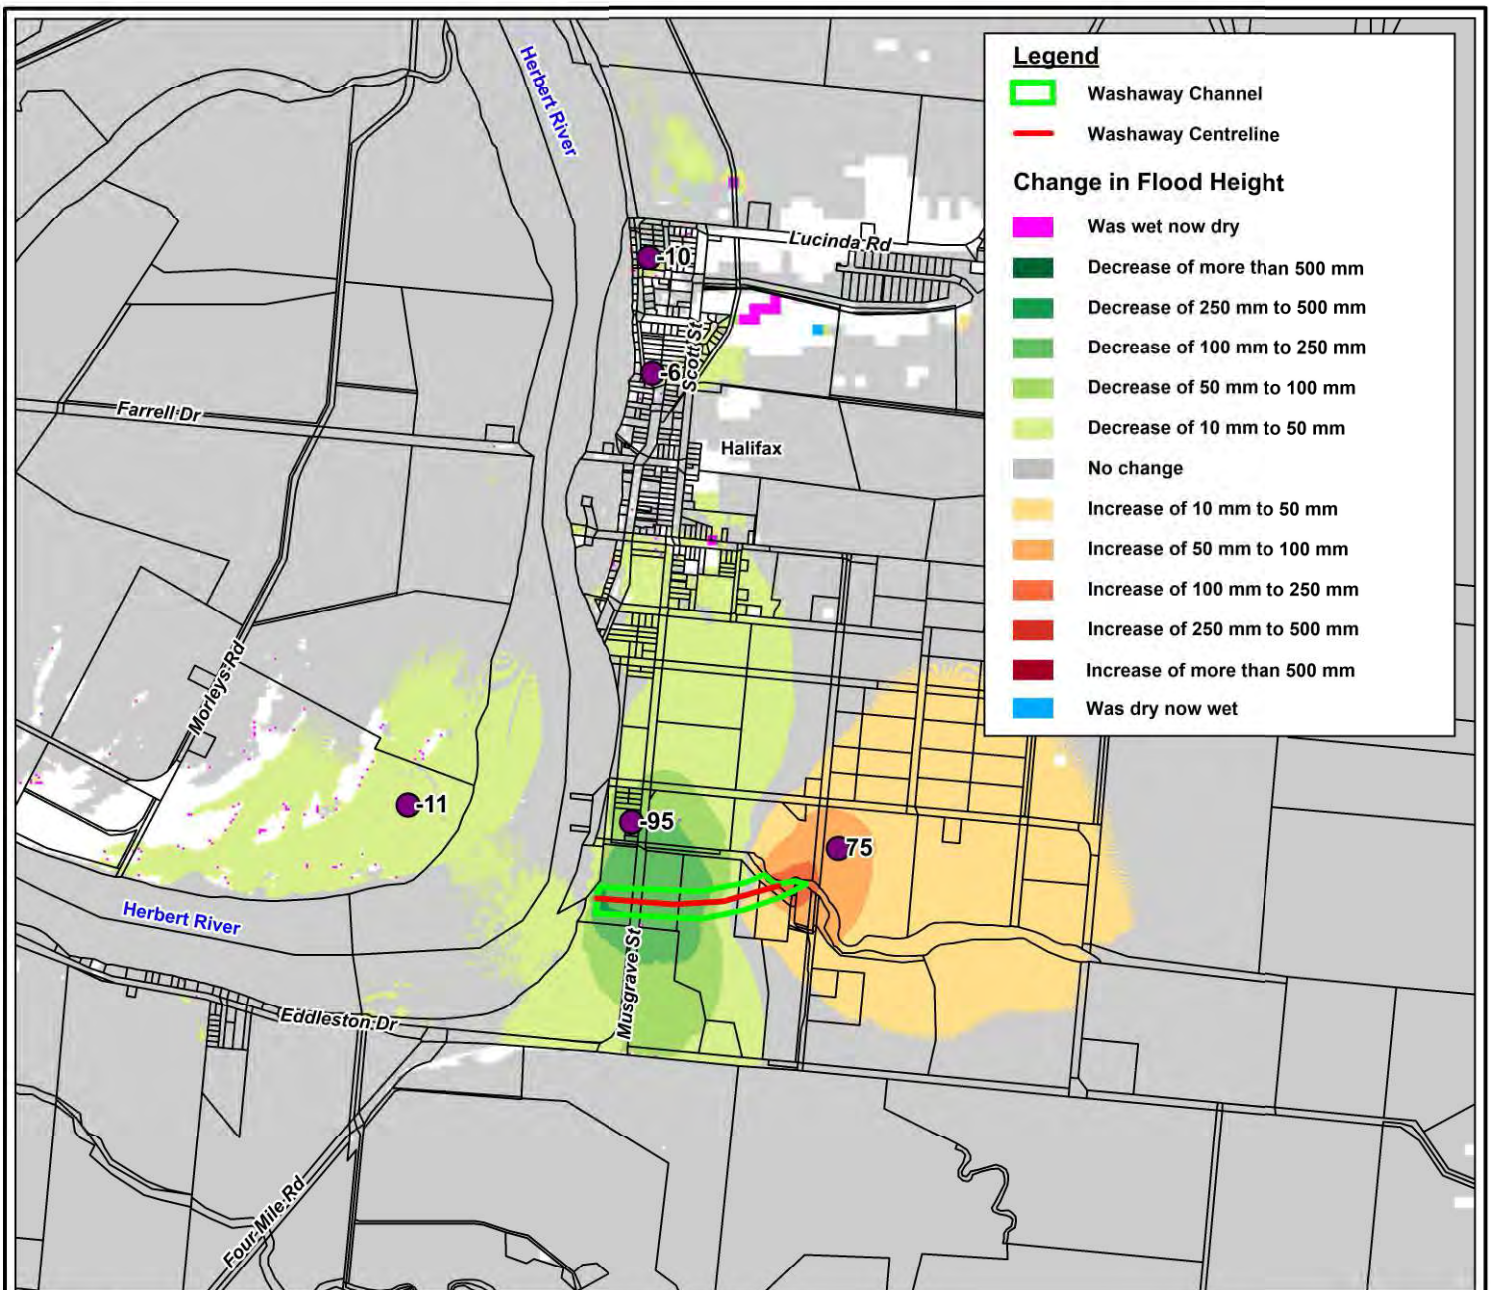 Herbert River
Legend
Washaway Channel
Washaway Centreline
Change in Flood Height
Was wet now dry
Decrease of more than 500 mm
Decrease of 250 mm to 500 mm
Decrease of 100 mm to 250 mm
Decrease of 50 mm to 100 mm
Decrease of 10 mm to 50 mm
No change
Increase of 10 mm to 50 mm
Increase of 50 mm to 100 mm
Increase of 100 mm to 250 mm
Increase of 250 mm to 500 mm
Increase of more than 500 mm
Was dry now wet
Lucinda Rd
-10
Scott St
-6
Farrell Dr
Halifax
Morleys Rd
-11
-95
75
Herbert River
Musgrave St
Eddleston Dr
Four Mile Rd